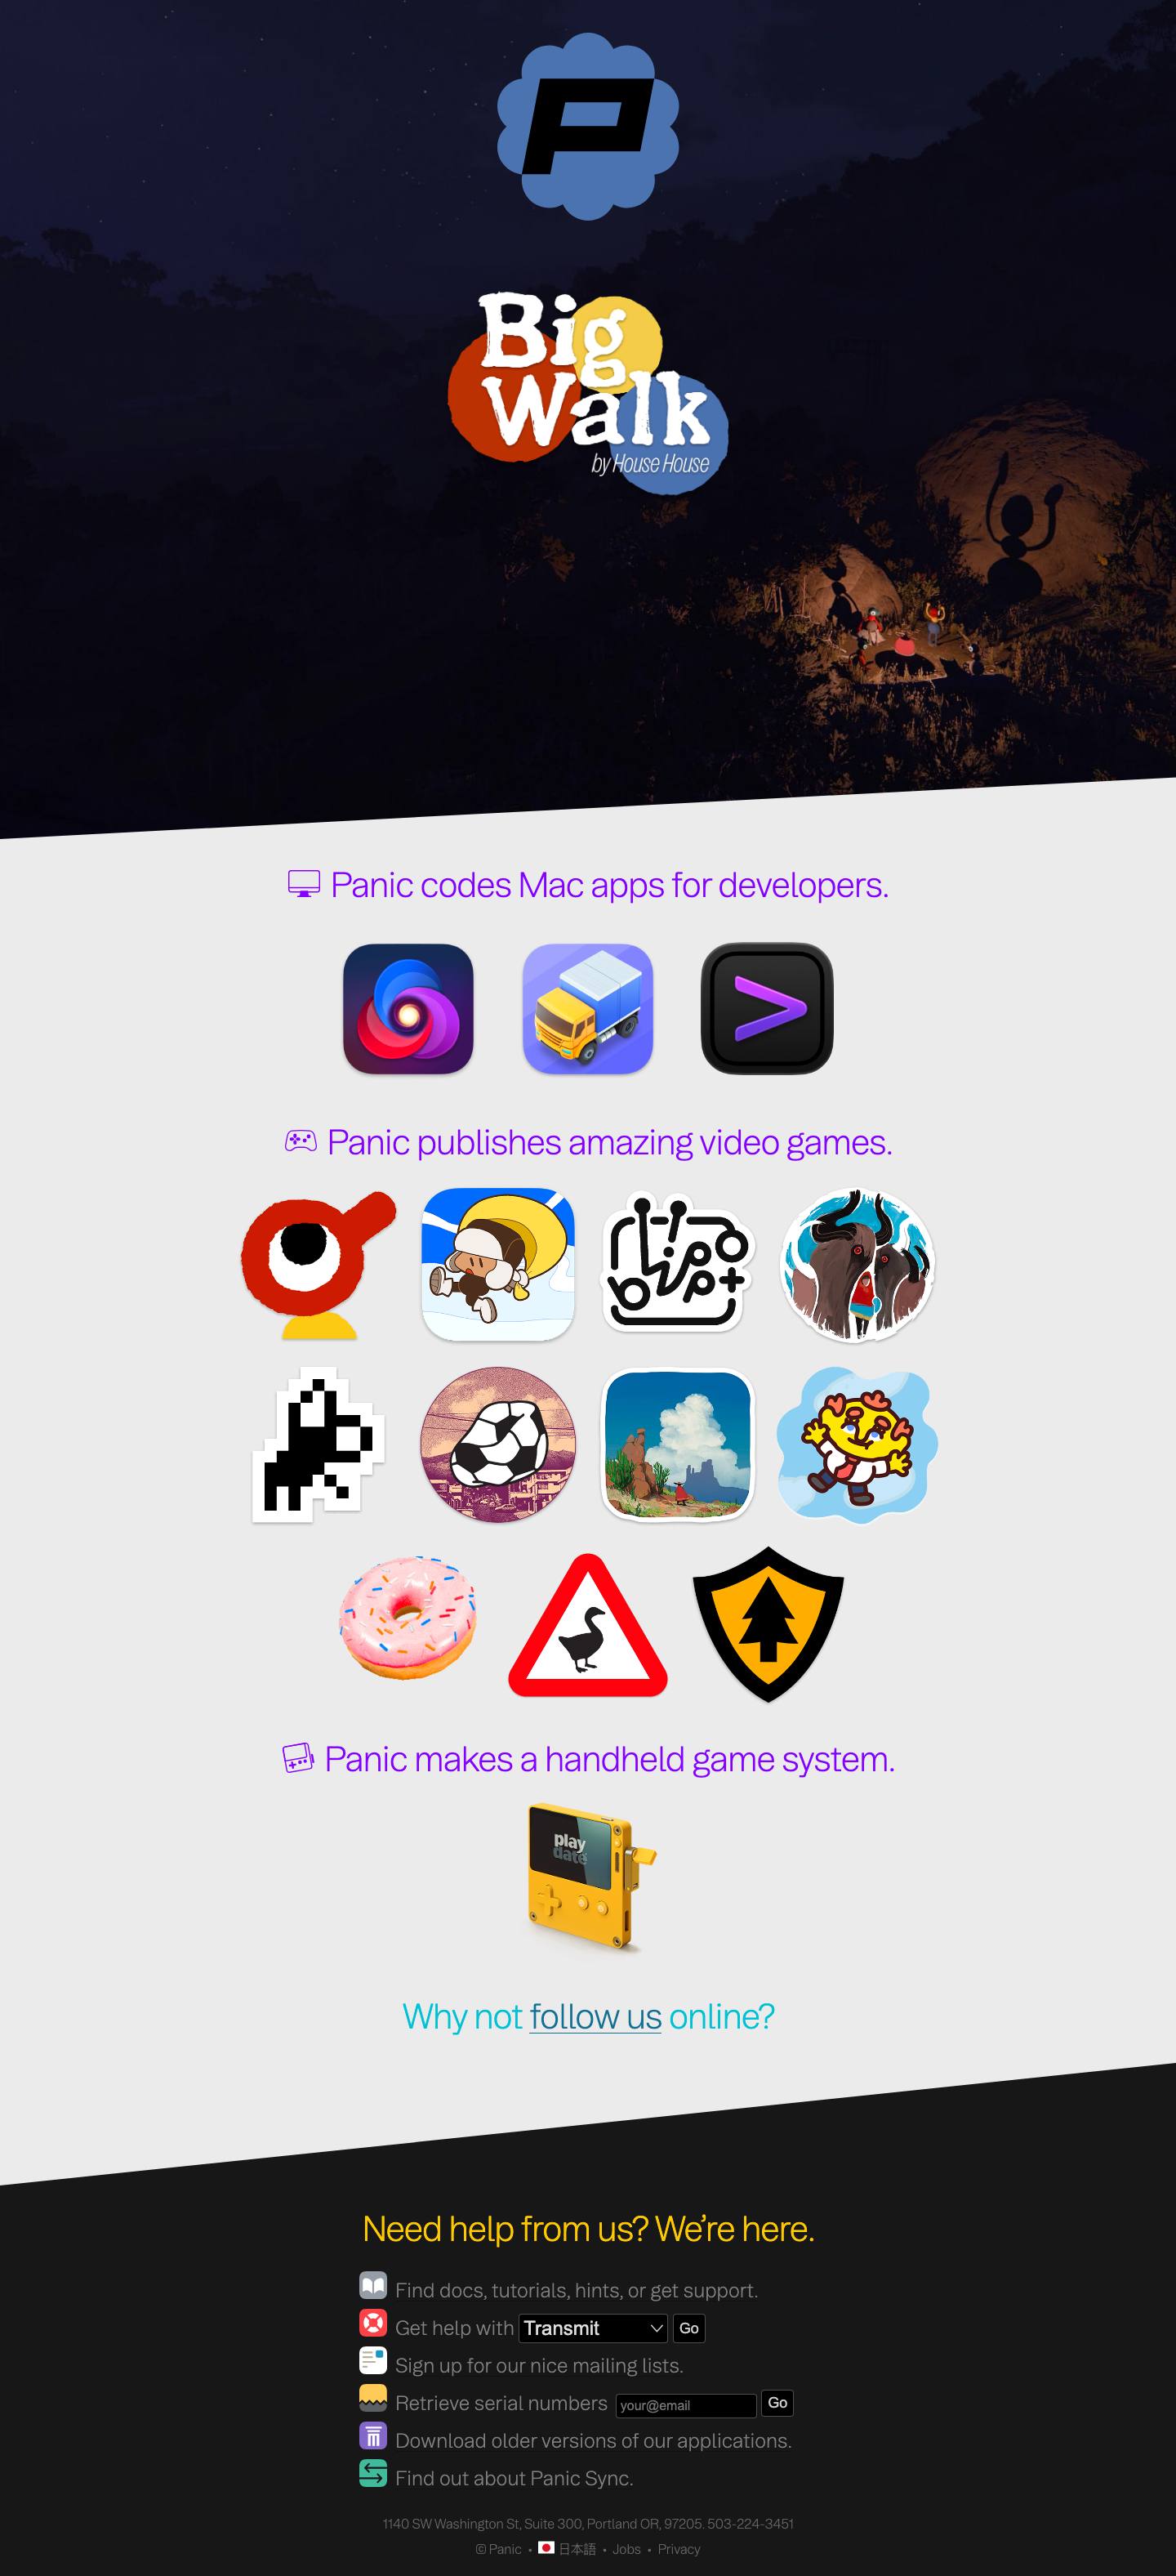 P
Big
Walk
by House House
Panic codes Mac apps for developers.
Panic publishes amazing video games.
blippo+
Panic makes a handheld game system.
play
date
Why not follow us online?
Need help from us? We’re here.
Find docs, tutorials, hints, or get support.
Get help with Transmit Go
Sign up for our nice mailing lists.
Retrieve serial numbers your@email Go
Download older versions of our applications.
Find out about Panic Sync.
1140 SW Washington St, Suite 300, Portland OR, 97205. 503-224-3451
© Panic • 日本語 • Jobs • Privacy